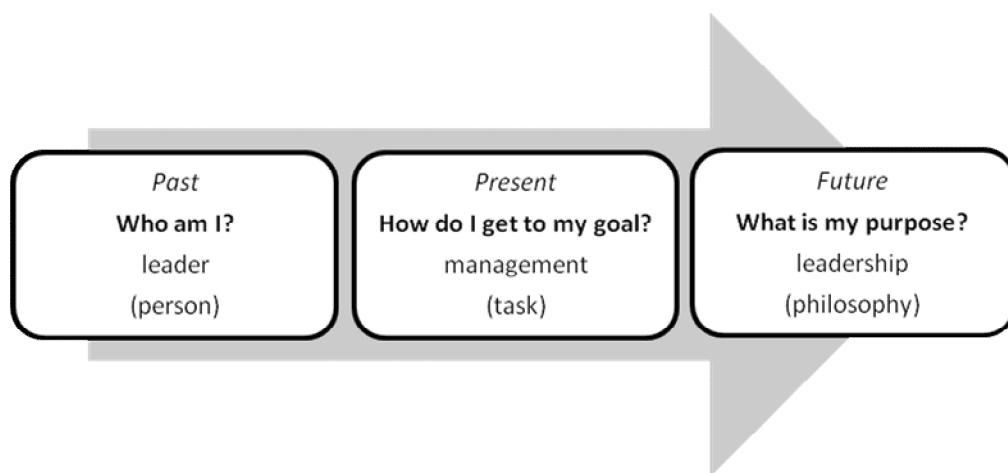 Past
Who am I?
leader
(person)
Present
How do I get to my goal?
management
(task)
Future
What is my purpose?
leadership
(philosophy)